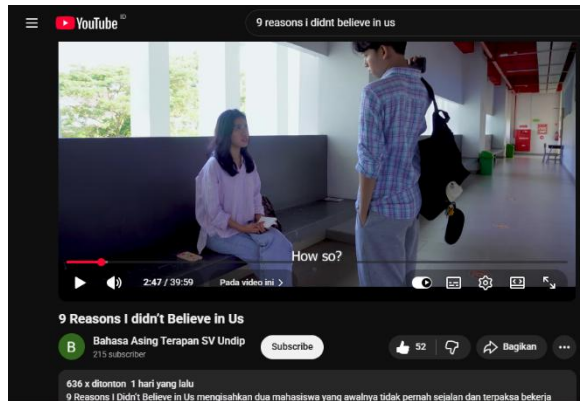 YouTube ID
9 reasons i didnt believe in us
How so?
2:47 / 39:59 Pada video ini >
9 Reasons I didn't Believe in Us
B Bahasa Asing Terapan SV Undip
215 subscriber
Subscribe
52
Bagikan
636 x ditonton 1 hari yang lalu
9 Reasons I Didn't Believe in Us mengisahkan dua mahasiswa yang awalnya tidak pernah sejalan dan terpaksa bekerja